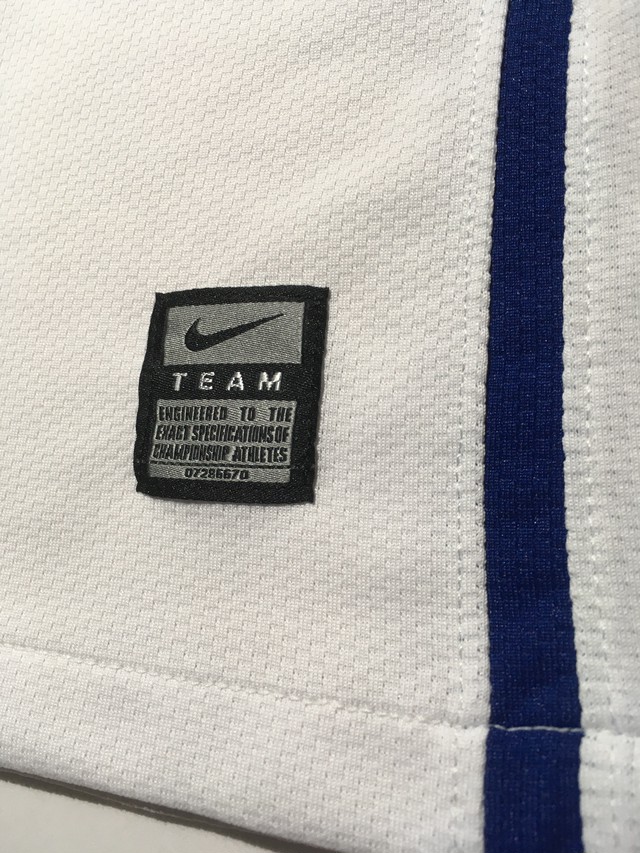 TEAM
ENGINEERED TO THE
EXACT SPECIFICATIONS OF
CHAMPIONSHIP ATHLETES
07286670